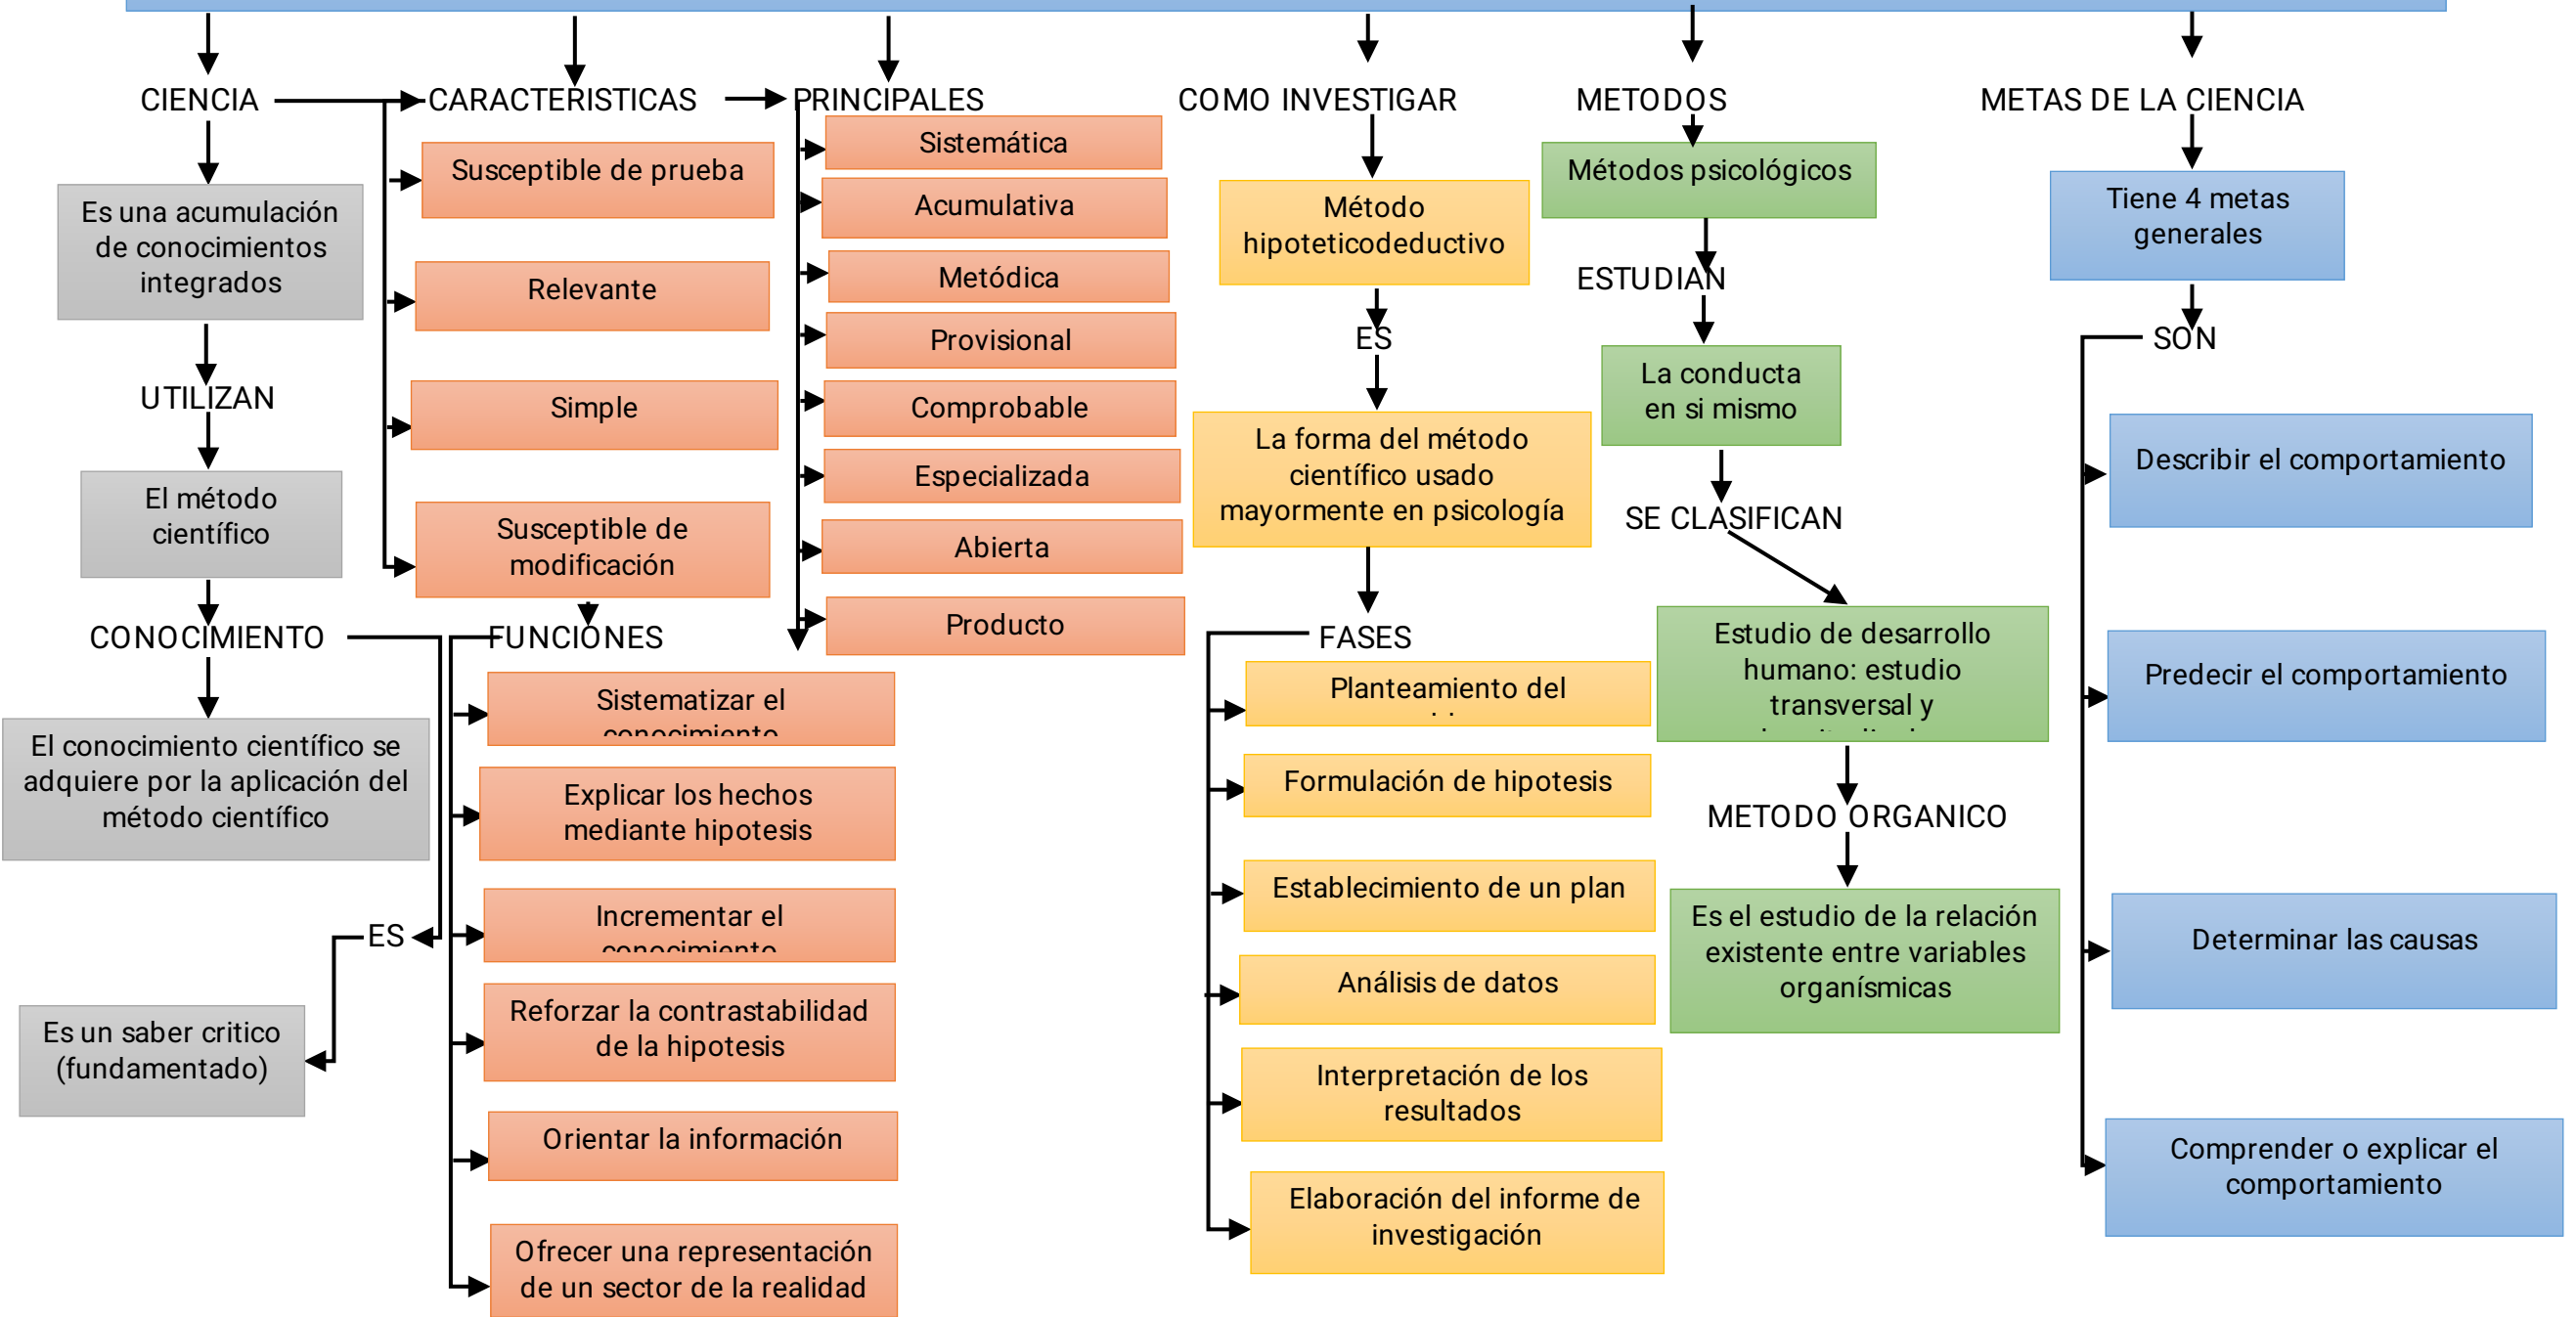 CIENCIA
Es una acumulación
de conocimientos
integrados
UTILIZAN
El método
científico
CONOCIMIENTO
El conocimiento científico se
adquiere por la aplicación del
método científico
ES
Es un saber critico
(fundamentado)
CARACTERISTICAS
Susceptible de prueba
Relevante
Simple
Susceptible de
modificación
FUNCIONES
Sistematizar el
conocimiento
Explicar los hechos
mediante hipotesis
Incrementar el
conocimiento
Reforzar la contrastabilidad
de la hipotesis
Orientar la información
Ofrecer una representación
de un sector de la realidad
PRINCIPALES
Sistemática
Acumulativa
Metódica
Provisional
Comprobable
Especializada
Abierta
Producto
COMO INVESTIGAR
Método
hipoteticodeductivo
ES
La forma del método
científico usado
mayormente en psicología
FASES
Planteamiento del
Formulación de hipotesis
Establecimiento de un plan
Análisis de datos
Interpretación de los
resultados
Elaboración del informe de
investigación
METODOS
Métodos psicológicos
ESTUDIAN
La conducta
en si mismo
SE CLASIFICAN
Estudio de desarrollo
humano: estudio
transversal y
METODO ORGANICO
Es el estudio de la relación
existente entre variables
organísmicas
METAS DE LA CIENCIA
Tiene 4 metas
generales
SON
Describir el comportamiento
Predecir el comportamiento
Determinar las causas
Comprender o explicar el
comportamiento